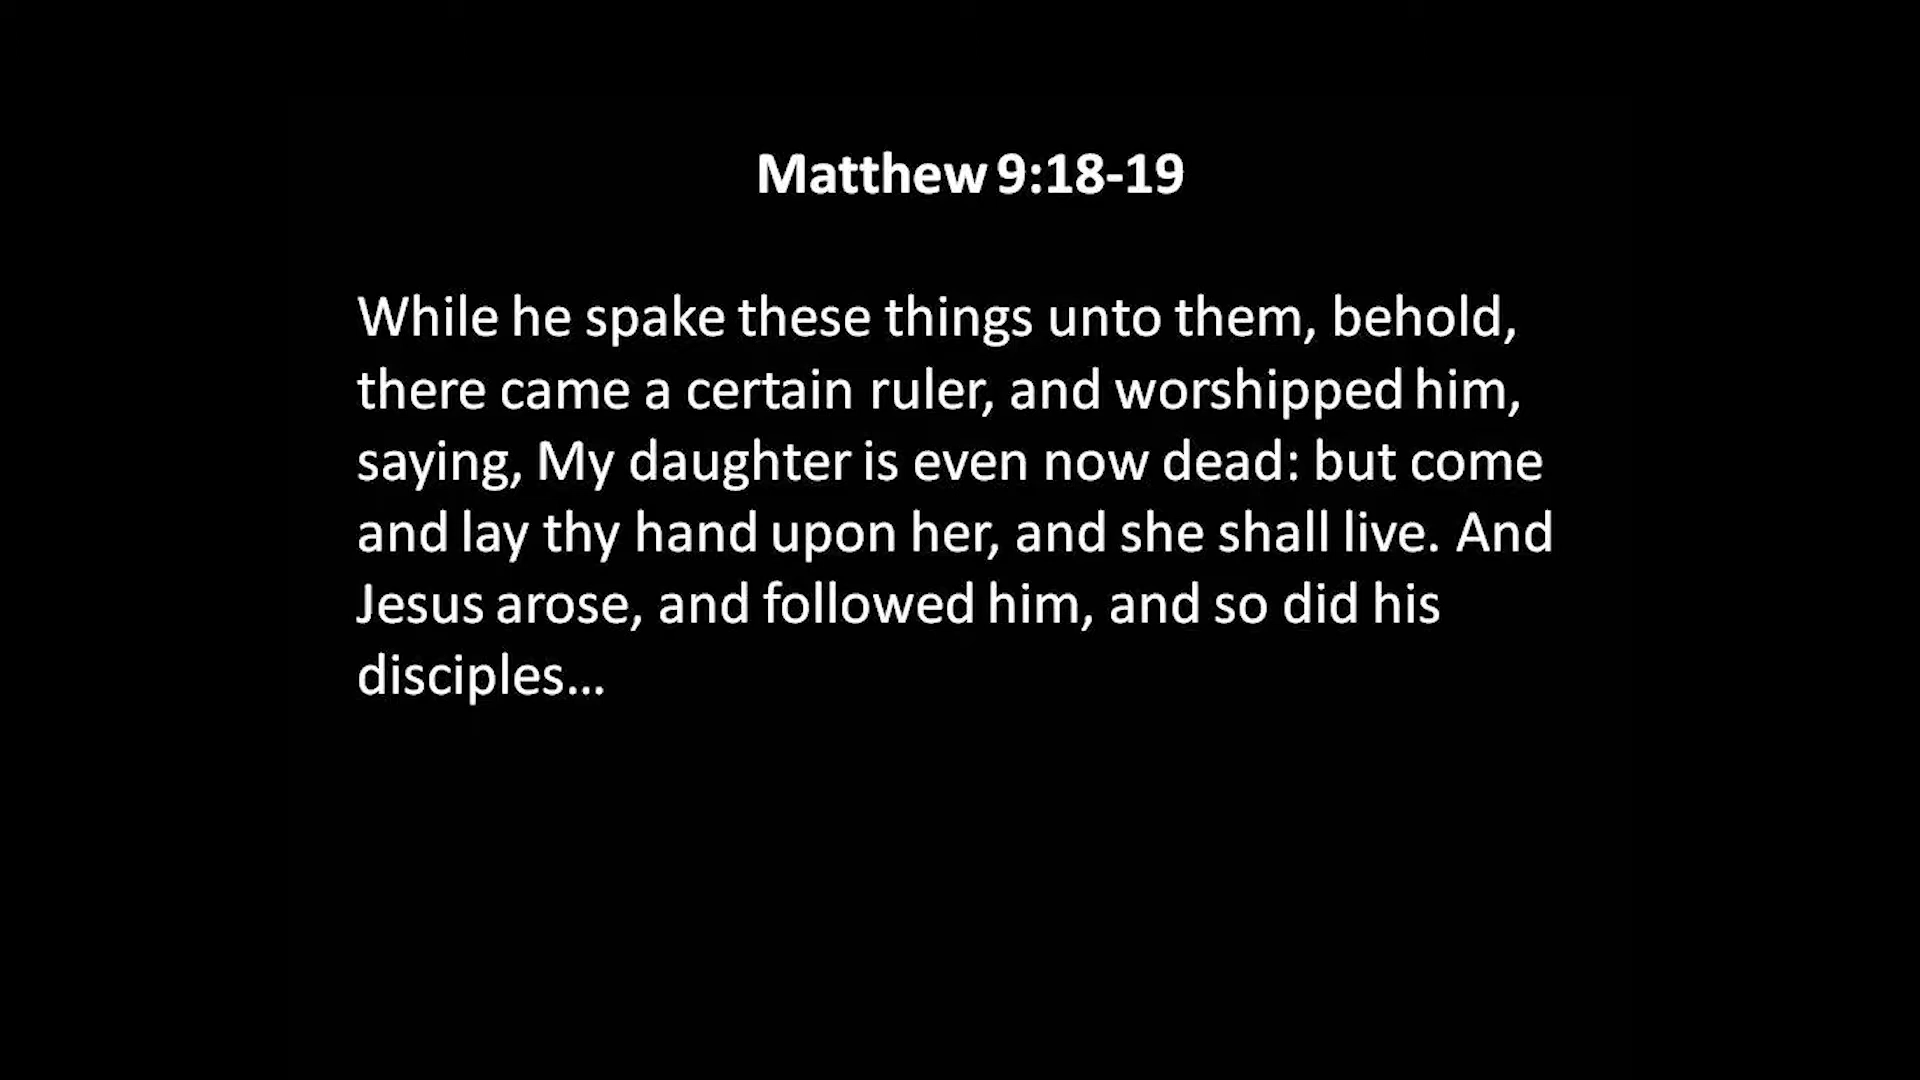 Matthew 9:18-19
While he spake these things unto them, behold,
there came a certain ruler, and worshipped him,
saying, My daughter is even now dead: but come
and lay thy hand upon her, and she shall live. And
Jesus arose, and followed him, and so did his
disciples...